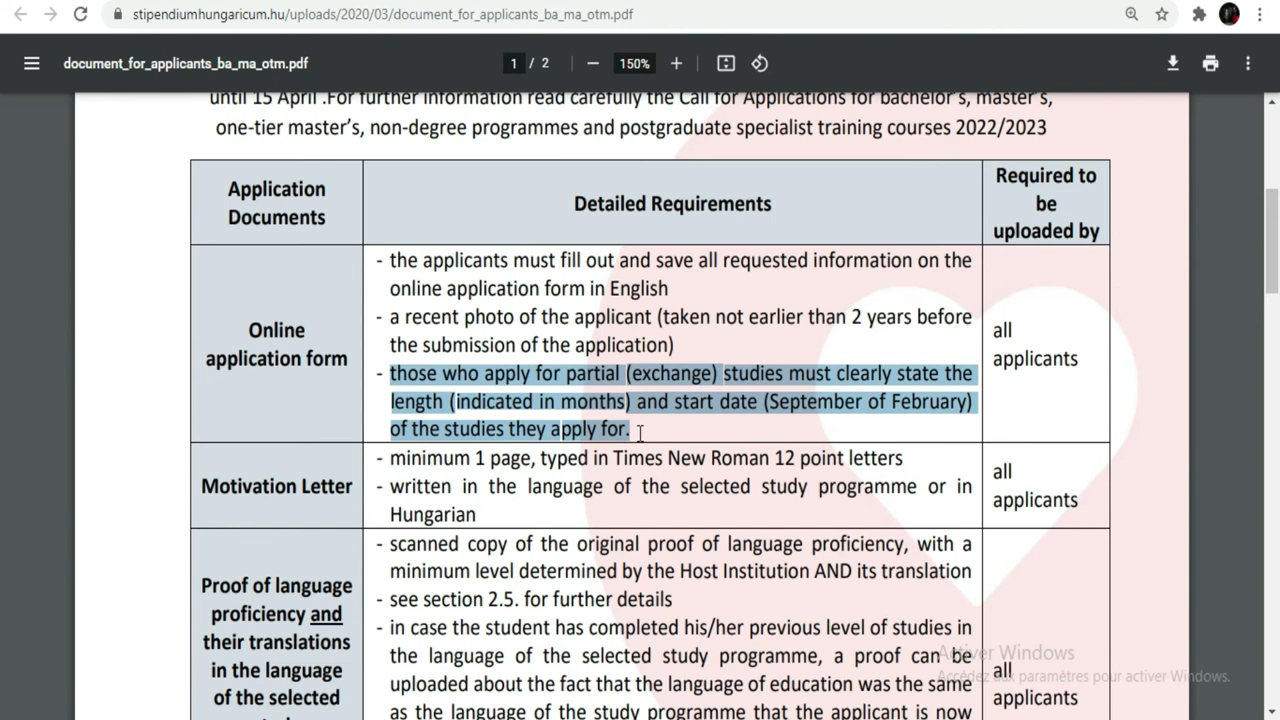 stipendiumhungaricum.hu/uploads/2020/03/document_for_applicants_ba_ma_otm.pdf
document_for_applicants_ba_ma_otm.pdf
1 / 2
150%
until 15 April .For further information read carefully the Call for Applications for bachelor's, master's,
one-tier master's, non-degree programmes and postgraduate specialist training courses 2022/2023
Application
Documents
Detailed Requirements
Required to
be
uploaded by
Online
application form
- the applicants must fill out and save all requested information on the
online application form in English
- a recent photo of the applicant (taken not earlier than 2 years before
the submission of the application)
- those who apply for partial (exchange) studies must clearly state the
length (indicated in months) and start date (September of February)
of the studies they apply for.
all
applicants
Motivation Letter
- minimum 1 page, typed in Times New Roman 12 point letters
- written in the language of the selected study programme or in
Hungarian
all
applicants
Proof of language
proficiency and
their translations
in the language
of the selected
- scanned copy of the original proof of language proficiency, with a
minimum level determined by the Host Institution AND its translation
- see section 2.5. for further details
- in case the student has completed his/her previous level of studies in
the language of the selected study programme, a proof can be
uploaded about the fact that the language of education was the same
as the language of the study programme that the applicant is now
all
applicants
Activer Windows
Accédez aux paramètres pour activer Windows.